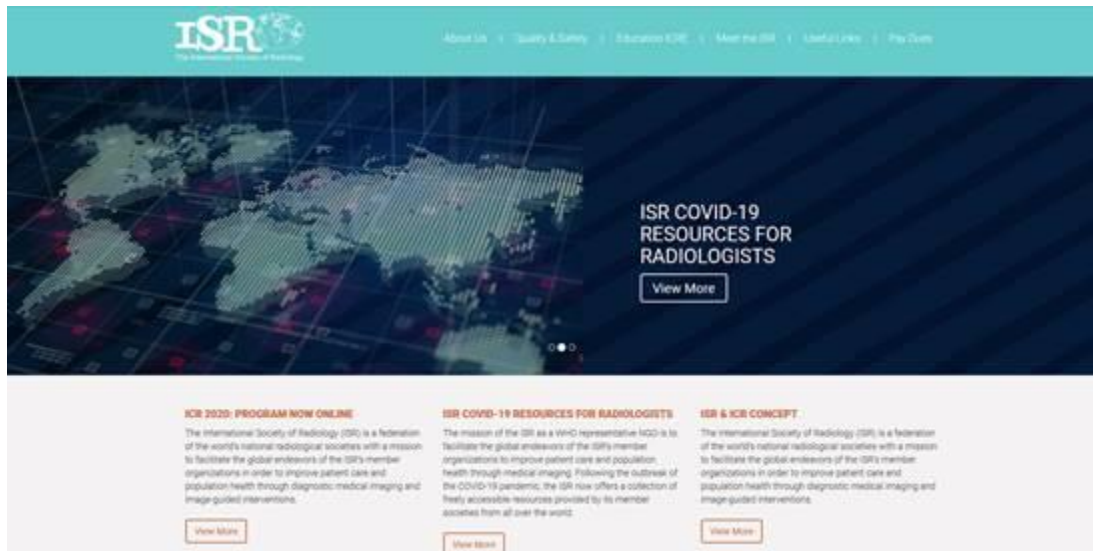 ISR
The International Society of Radiology
About Us | Quality & Safety | Education ICRE | Meet the ISR | Useful Links | Pay Dues
ISR COVID-19
RESOURCES FOR
RADIOLOGISTS
View More
ICR 2020: PROGRAM NOW ONLINE
The International Society of Radiology (ISR) is a federation
of the world's national radiological societies with a mission
to facilitate the global endeavors of the ISR's member
organizations in order to improve patient care and
population health through diagnostic medical imaging and
image-guided interventions.
View More
ISR COVID-19 RESOURCES FOR RADIOLOGISTS
The mission of the ISR as a WHO representative NGO is to
facilitate the global endeavors of the ISR's member
organizations to improve patient care and population
health through medical imaging. Following the outbreak of
the COVID-19 pandemic, the ISR now offers a collection of
freely accessible resources provided by its member
societies from all over the world.
View More
ISR & ICR CONCEPT
The International Society of Radiology (ISR) is a federation
of the world's national radiological societies with a mission
to facilitate the global endeavors of the ISR's member
organizations in order to improve patient care and
population health through diagnostic medical imaging and
image-guided interventions.
View More